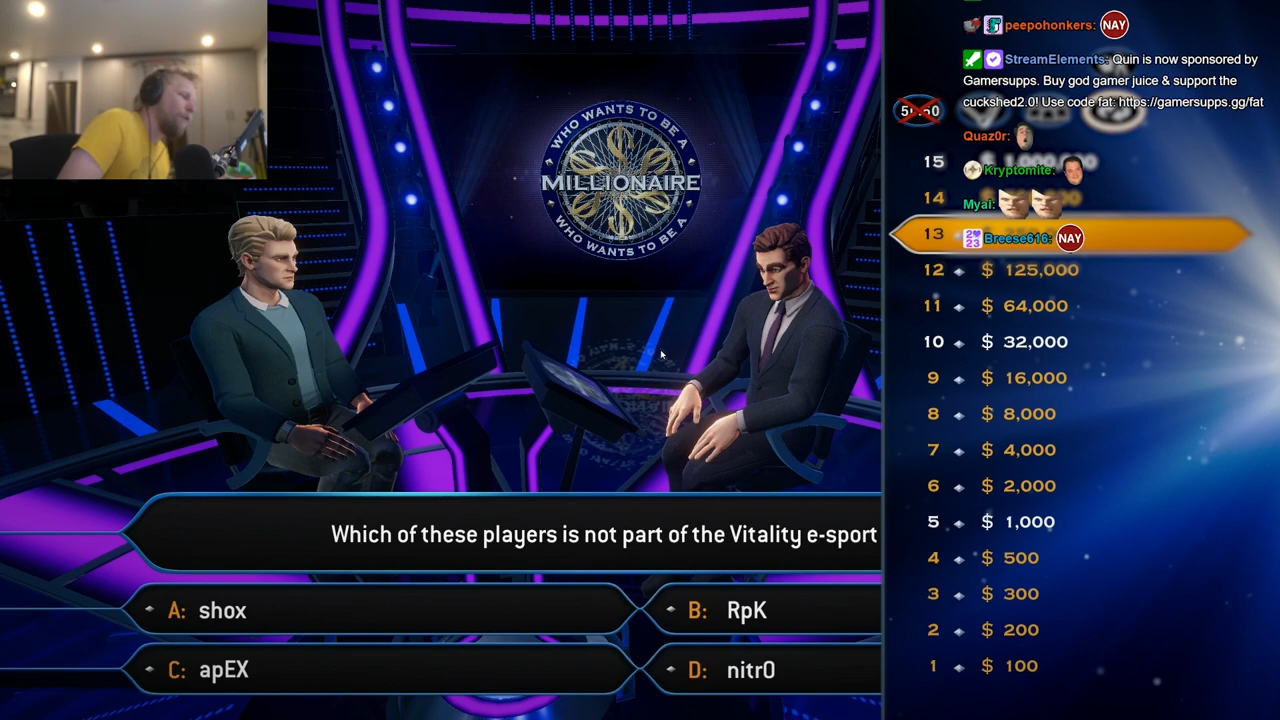 peepohonkers: NAY
StreamElements: Quin is now sponsored by
Gamersupps. Buy god gamer juice & support the
cuckshed2.0! Use code fat: https://gamersupps.gg/fat
Quaz0r:
Kryptomite:
Myal:
2 23 Breese616: NAY
WHO WANTS TO BE A
MILLIONAIRE
WHO WANTS TO BE A
15
14
13
12 $ 125,000
11 $ 64,000
10 $ 32,000
9 $ 16,000
8 $ 8,000
7 $ 4,000
6 $ 2,000
5 $ 1,000
4 $ 500
3 $ 300
2 $ 200
1 $ 100
Which of these players is not part of the Vitality e-sport
A: shox
B: RpK
C: apEX
D: nitr0